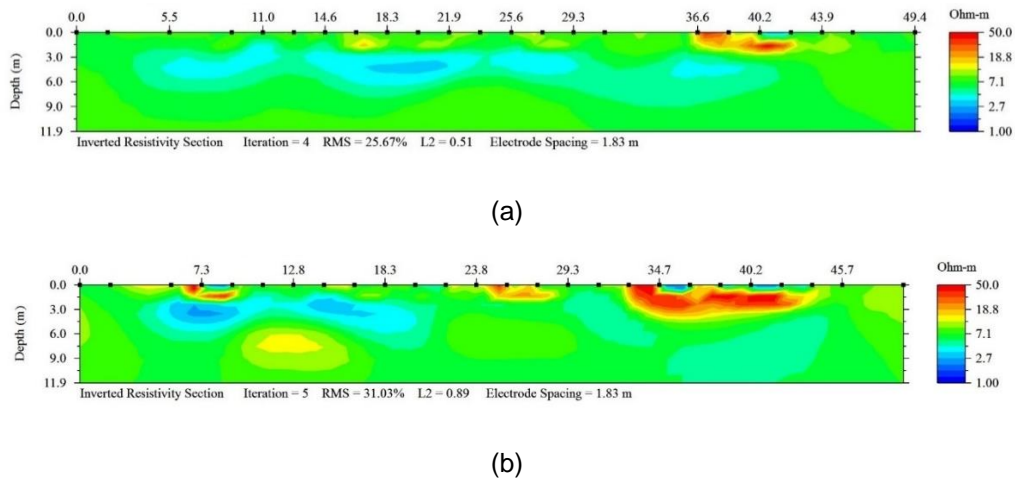 0.0 5.5 11.0 14.6 18.3 21.9 25.6 29.3 36.6 40.2 43.9 49.4 Ohm-m
0.0 50.0
3.0 18.8
6.0 7.1
9.0 2.7
11.9 1.00
Depth (m)
Inverted Resistivity Section Iteration = 4 RMS = 25.67% L2 = 0.51 Electrode Spacing = 1.83 m
(a)
0.0 7.3 12.8 18.3 23.8 29.3 34.7 40.2 45.7 Ohm-m
0.0 50.0
3.0 18.8
6.0 7.1
9.0 2.7
11.9 1.00
Depth (m)
Inverted Resistivity Section Iteration = 5 RMS = 31.03% L2 = 0.89 Electrode Spacing = 1.83 m
(b)